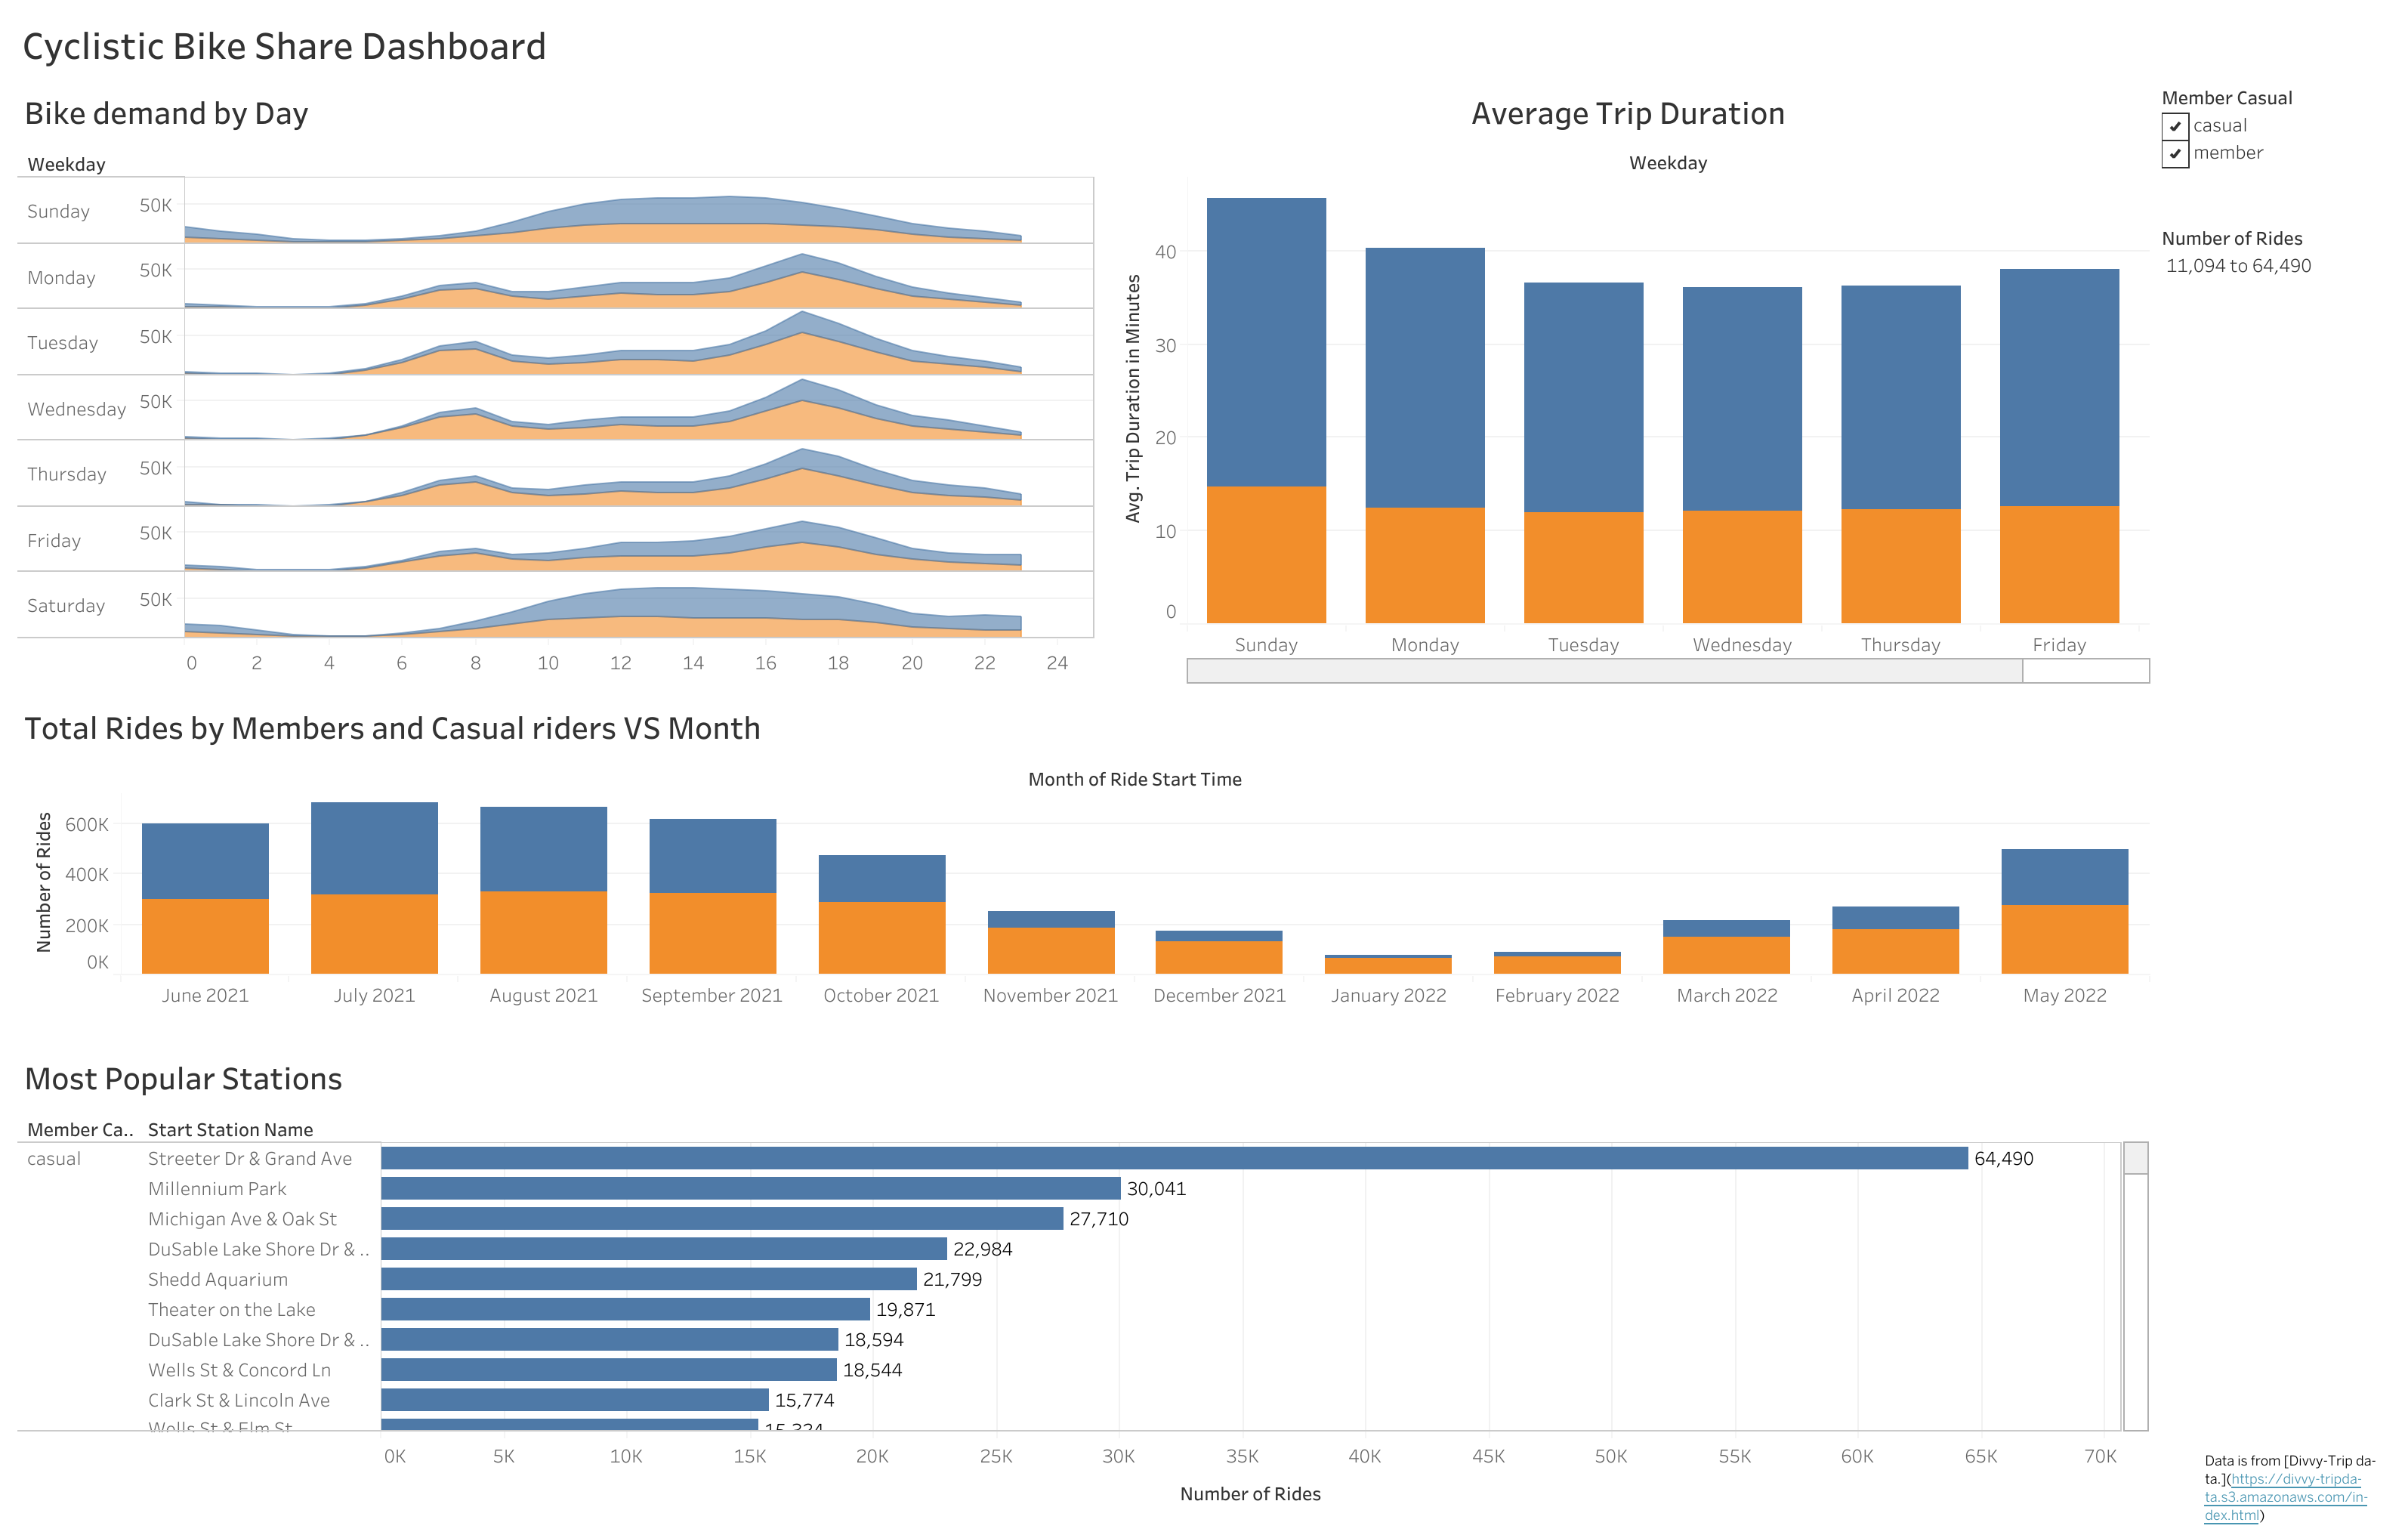 Cyclistic Bike Share Dashboard
Bike demand by Day
Weekday
Sunday 50K
Monday 50K
Tuesday 50K
Wednesday 50K
Thursday 50K
Friday 50K
Saturday 50K
0 2 4 6 8 10 12 14 16 18 20 22 24
Average Trip Duration
Weekday
Avg. Trip Duration in Minutes
40
30
20
10
0
Sunday Monday Tuesday Wednesday Thursday Friday
Member Casual
casual
member
Number of Rides
11,094 to 64,490
Total Rides by Members and Casual riders VS Month
Month of Ride Start Time
Number of Rides
600K
400K
200K
0K
June 2021 July 2021 August 2021 September 2021 October 2021 November 2021 December 2021 January 2022 February 2022 March 2022 April 2022 May 2022
Most Popular Stations
Member Ca.. Start Station Name
casual Streeter Dr & Grand Ave 64,490
Millennium Park 30,041
Michigan Ave & Oak St 27,710
DuSable Lake Shore Dr & .. 22,984
Shedd Aquarium 21,799
Theater on the Lake 19,871
DuSable Lake Shore Dr & .. 18,594
Wells St & Concord Ln 18,544
Clark St & Lincoln Ave 15,774
Wells St & Elm St 15,324
0K 5K 10K 15K 20K 25K 30K 35K 40K 45K 50K 55K 60K 65K 70K
Number of Rides
Data is from [Divvy-Trip da-
ta.](https://divvy-tripda-
ta.s3.amazonaws.com/in-
dex.html)